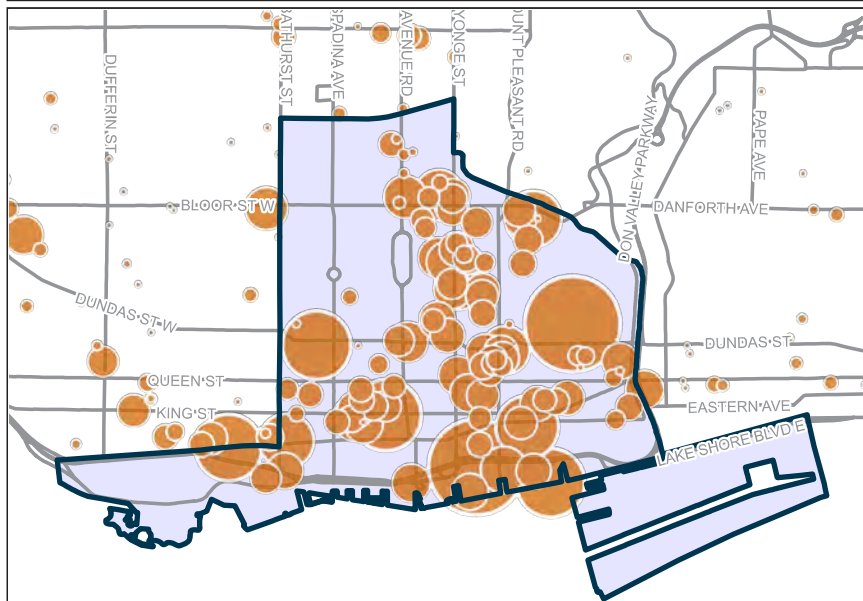 DUFFERIN ST
BATHURST ST
SPADINA AVE
AVENUE RD
YONGE ST
OUNT PLEASANT RD
DON VALLEY PARKWAY
PAPE AVE
BLOOR ST W
DANFORTH AVE
DUNDAS ST W
DUNDAS ST
QUEEN ST
KING ST
EASTERN AVE
LAKE SHORE BLVD E